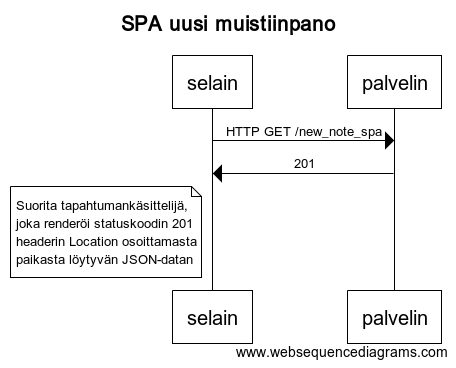 SPA uusi muistiinpano
selain
palvelin
HTTP GET /new_note_spa
201
Suorita tapahtumankäsittelijä,
joka renderöi statuskoodin 201
headerin Location osoittamasta
paikasta löytyvän JSON-datan
selain
palvelin
www.websequencediagrams.com